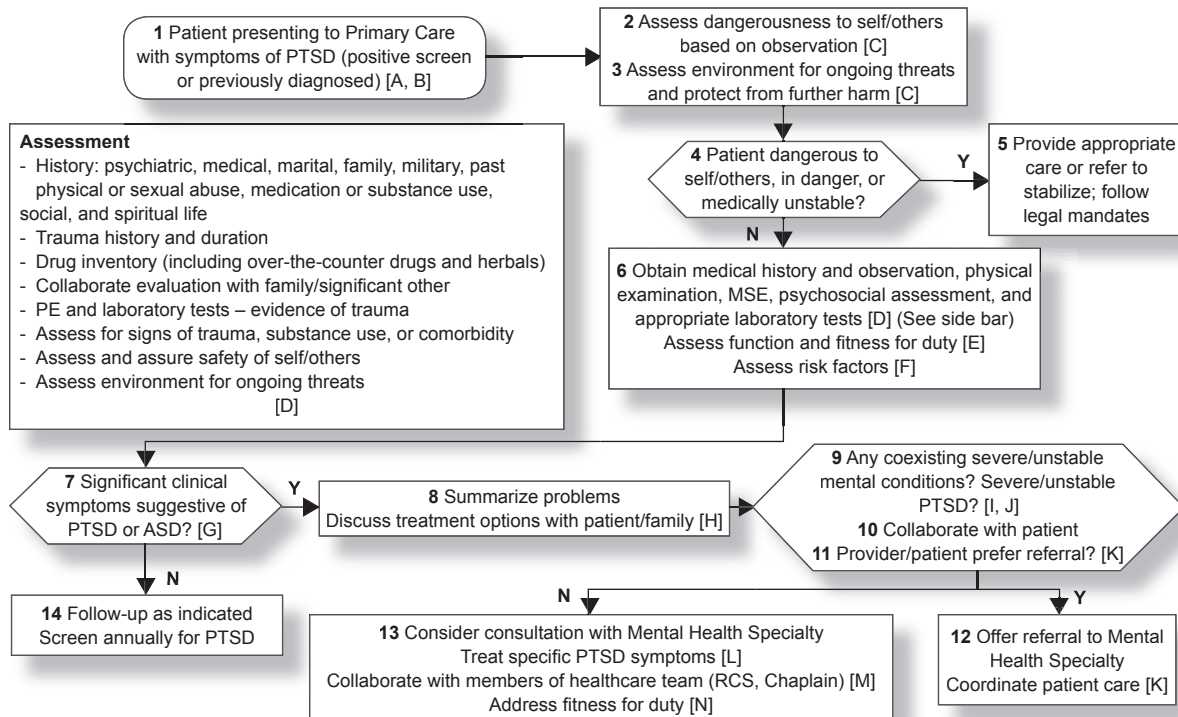 1 Patient presenting to Primary Care
with symptoms of PTSD (positive screen
or previously diagnosed) [A, B]
2 Assess dangerousness to self/others
based on observation [C]
3 Assess environment for ongoing threats
and protect from further harm [C]
Assessment
- History: psychiatric, medical, marital, family, military, past
physical or sexual abuse, medication or substance use,
social, and spiritual life
- Trauma history and duration
- Drug inventory (including over-the-counter drugs and herbals)
- Collaborate evaluation with family/significant other
- PE and laboratory tests – evidence of trauma
- Assess for signs of trauma, substance use, or comorbidity
- Assess and assure safety of self/others
- Assess environment for ongoing threats
[D]
4 Patient dangerous to
self/others, in danger, or
medically unstable?
Y
5 Provide appropriate
care or refer to
stabilize; follow
legal mandates
N
6 Obtain medical history and observation, physical
examination, MSE, psychosocial assessment, and
appropriate laboratory tests [D] (See side bar)
Assess function and fitness for duty [E]
Assess risk factors [F]
7 Significant clinical
symptoms suggestive of
PTSD or ASD? [G]
Y
8 Summarize problems
Discuss treatment options with patient/family [H]
9 Any coexisting severe/unstable
mental conditions? Severe/unstable
PTSD? [I, J]
10 Collaborate with patient
11 Provider/patient prefer referral? [K]
N
14 Follow-up as indicated
Screen annually for PTSD
N
13 Consider consultation with Mental Health Specialty
Treat specific PTSD symptoms [L]
Collaborate with members of healthcare team (RCS, Chaplain) [M]
Address fitness for duty [N]
Y
12 Offer referral to Mental
Health Specialty
Coordinate patient care [K]